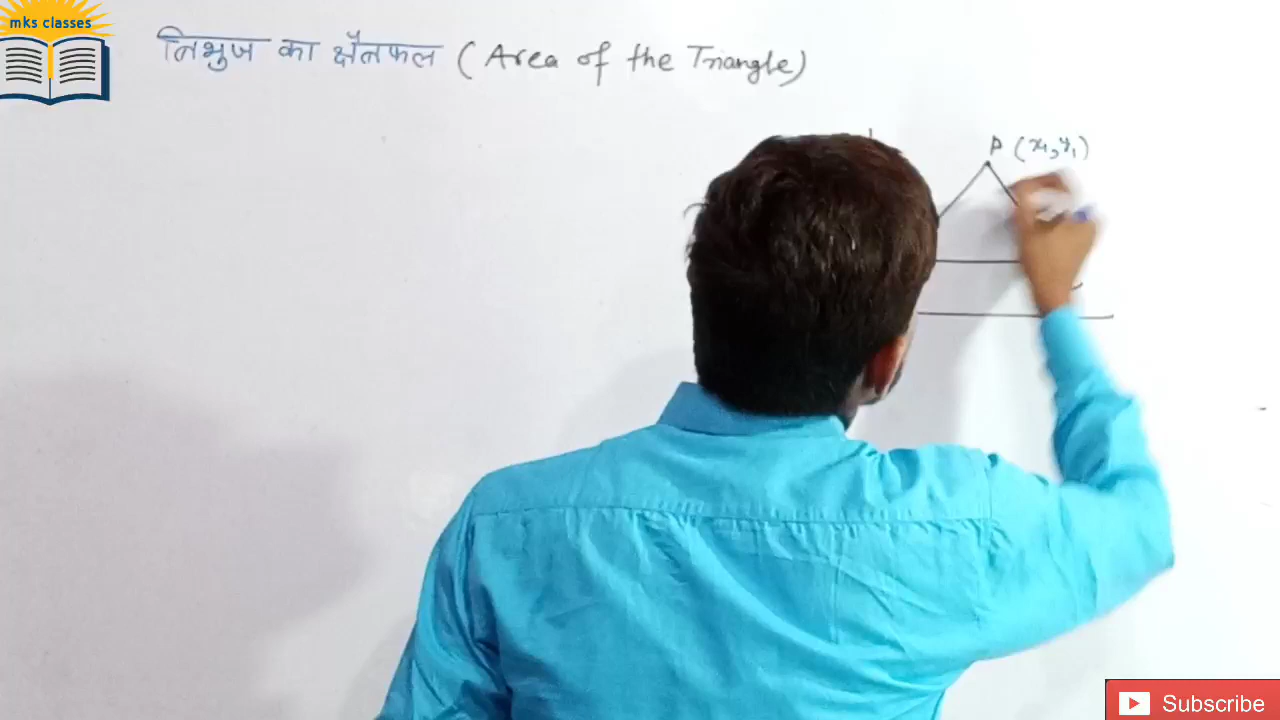 mks classes
त्रिभुज का क्षेत्रफल (Area of the Triangle)
P (x₁, y₁)
Subscribe